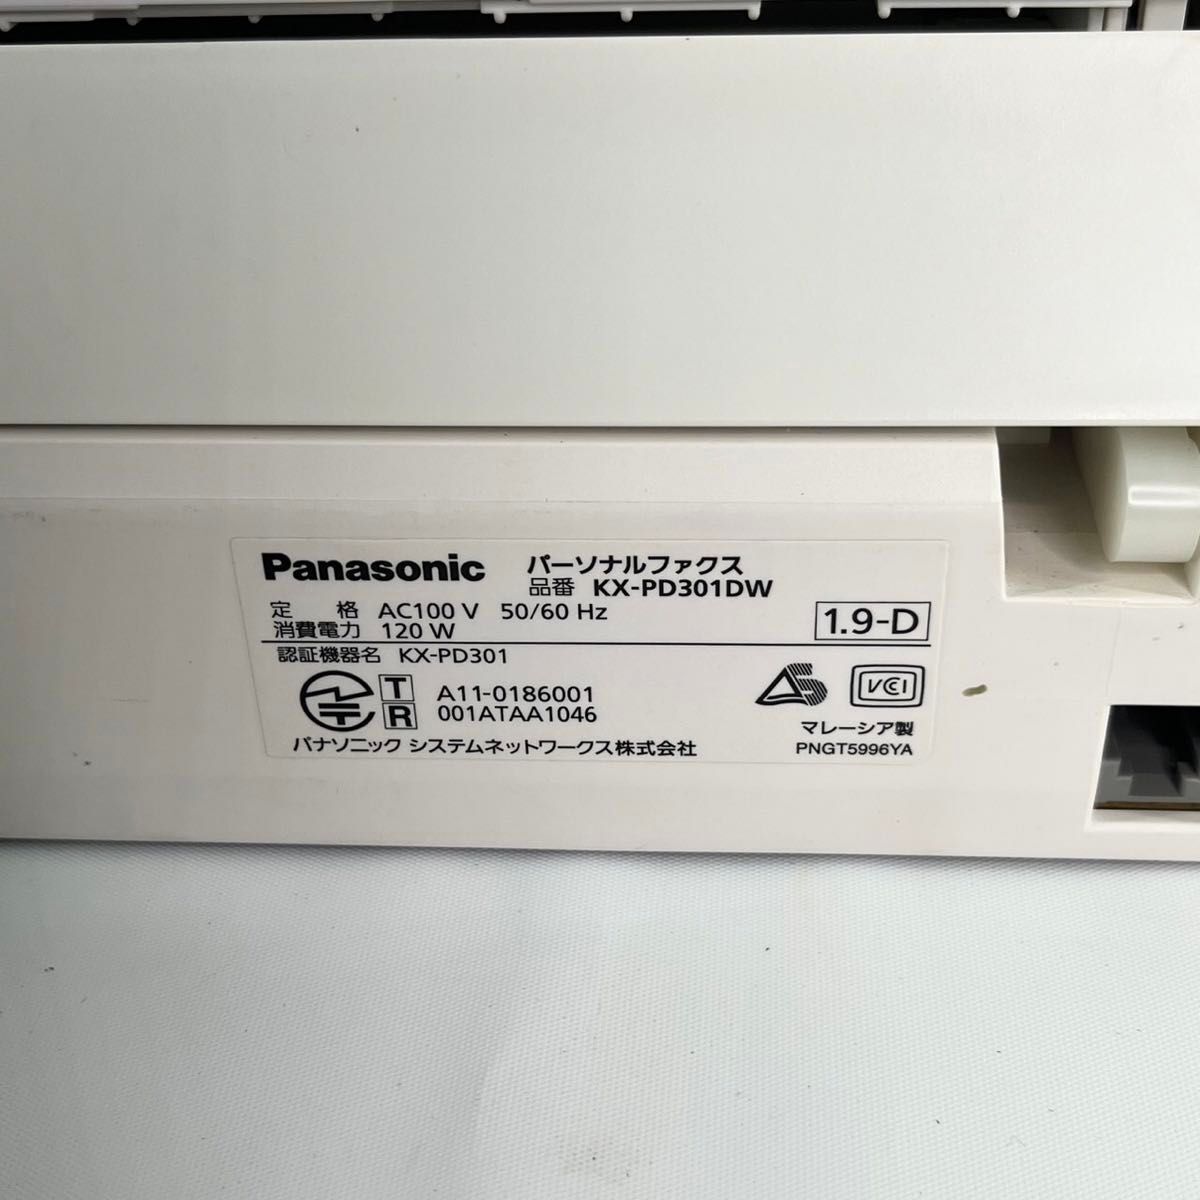 Panasonic パーソナルファクス
品番 KX-PD301DW
定 格 AC100 V 50/60 Hz
消費電力 120 W
1.9-D
認証機器名 KX-PD301
T A11-0186001
R 001ATAA1046
VCCI
マレーシア製
パナソニック システムネットワークス株式会社 PNGT5996YA